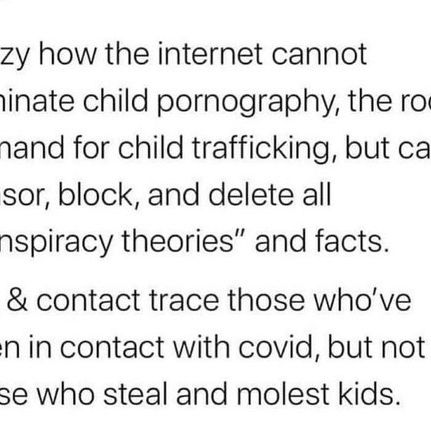 zy how the internet cannot
inate child pornography, the ro
nand for child trafficking, but ca
sor, block, and delete all
nspiracy theories” and facts.
& contact trace those who’ve
n in contact with covid, but not
se who steal and molest kids.